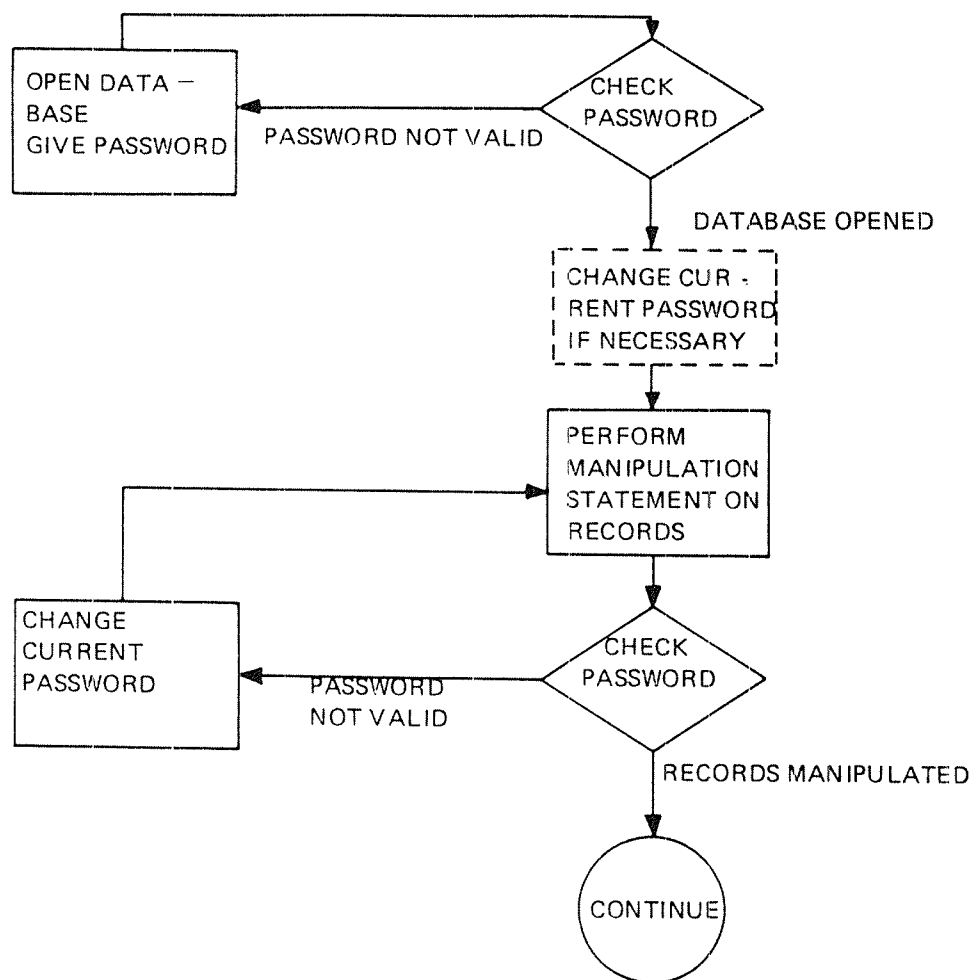 OPEN DATA –
BASE
GIVE PASSWORD
CHECK
PASSWORD
PASSWORD NOT VALID
DATABASE OPENED
CHANGE CUR -
RENT PASSWORD
IF NECESSARY
PERFORM
MANIPULATION
STATEMENT ON
RECORDS
CHANGE
CURRENT
PASSWORD
CHECK
PASSWORD
PASSWORD
NOT VALID
RECORDS MANIPULATED
CONTINUE